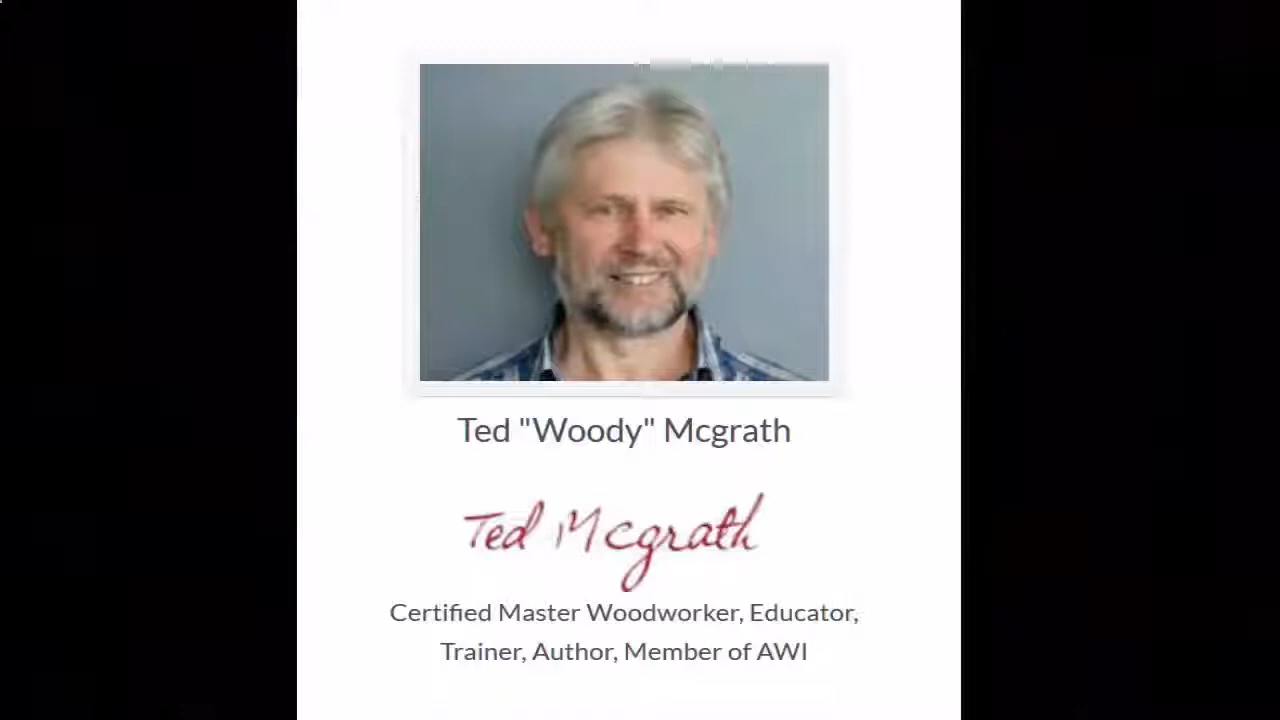 Ted "Woody" Mcgrath
Ted Mcgrath
Certified Master Woodworker, Educator,
Trainer, Author, Member of AWI